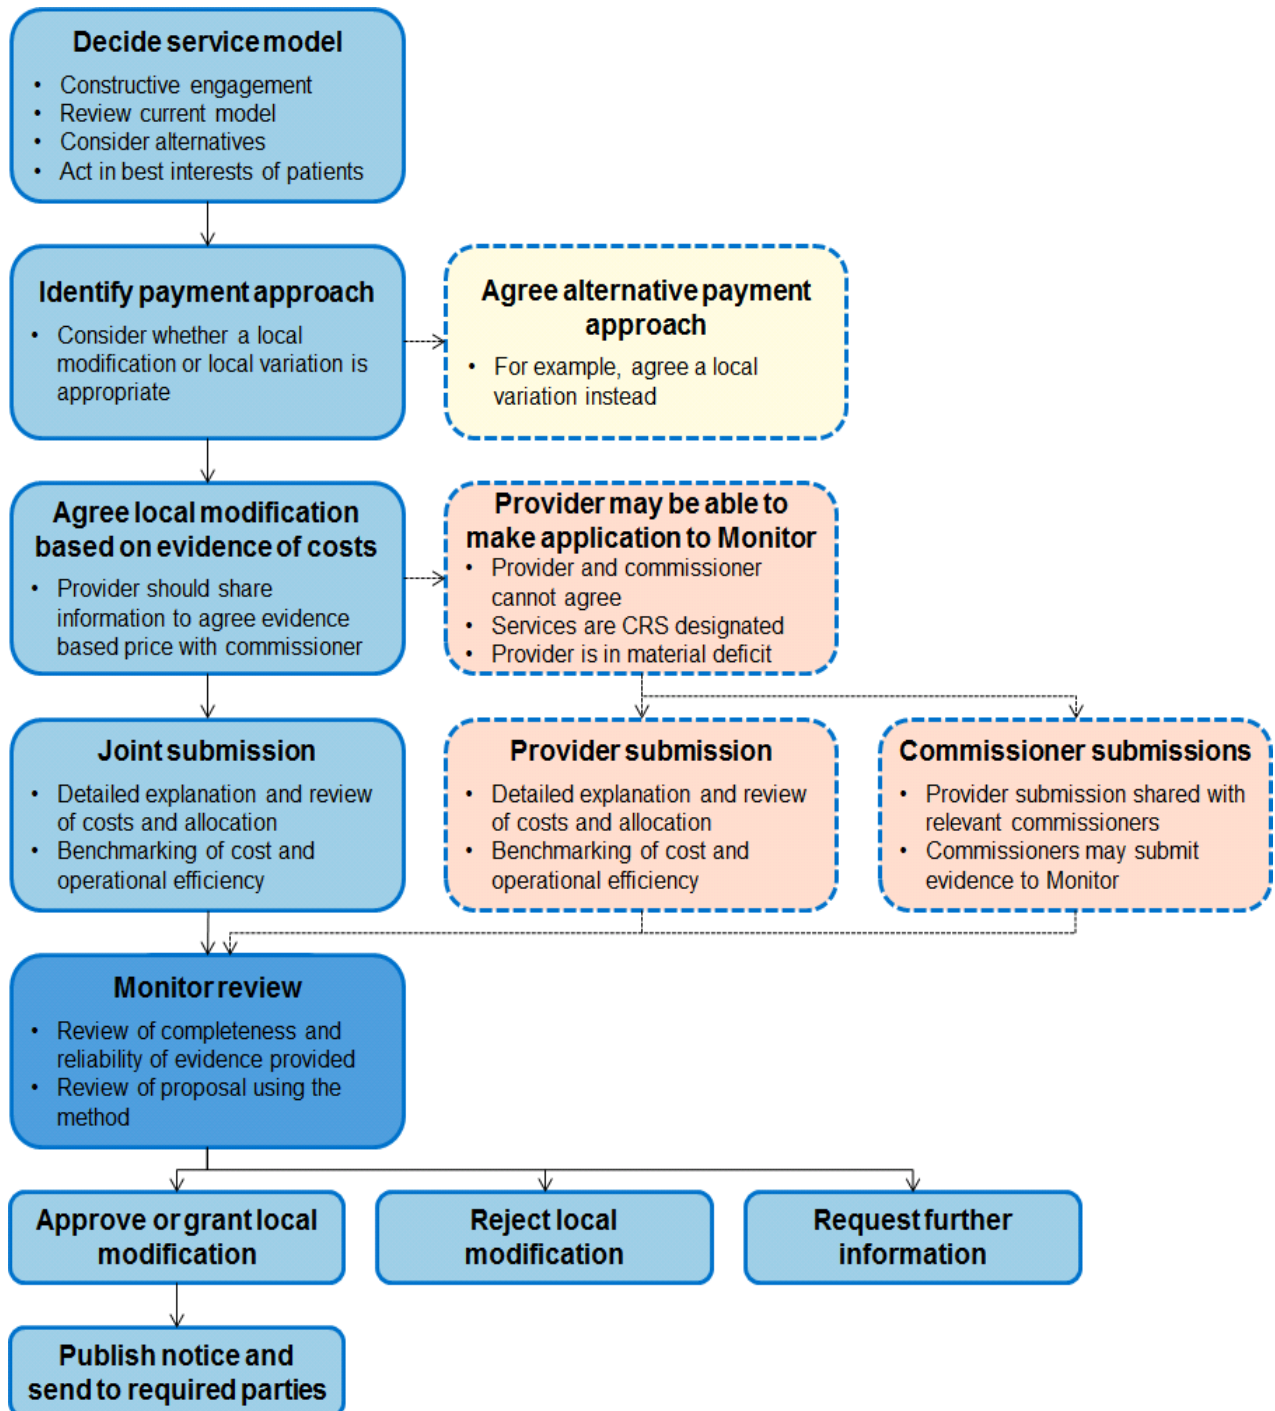 Decide service model
• Constructive engagement
• Review current model
• Consider alternatives
• Act in best interests of patients
Identify payment approach
• Consider whether a local
modification or local variation is
appropriate
Agree alternative payment
approach
• For example, agree a local
variation instead
Agree local modification
based on evidence of costs
• Provider should share
information to agree evidence
based price with commissioner
Provider may be able to
make application to Monitor
• Provider and commissioner
cannot agree
• Services are CRS designated
• Provider is in material deficit
Joint submission
• Detailed explanation and review
of costs and allocation
• Benchmarking of cost and
operational efficiency
Provider submission
• Detailed explanation and review
of costs and allocation
• Benchmarking of cost and
operational efficiency
Commissioner submissions
• Provider submission shared with
relevant commissioners
• Commissioners may submit
evidence to Monitor
Monitor review
• Review of completeness and
reliability of evidence provided
• Review of proposal using the
method
Approve or grant local
modification
Reject local
modification
Request further
information
Publish notice and
send to required parties